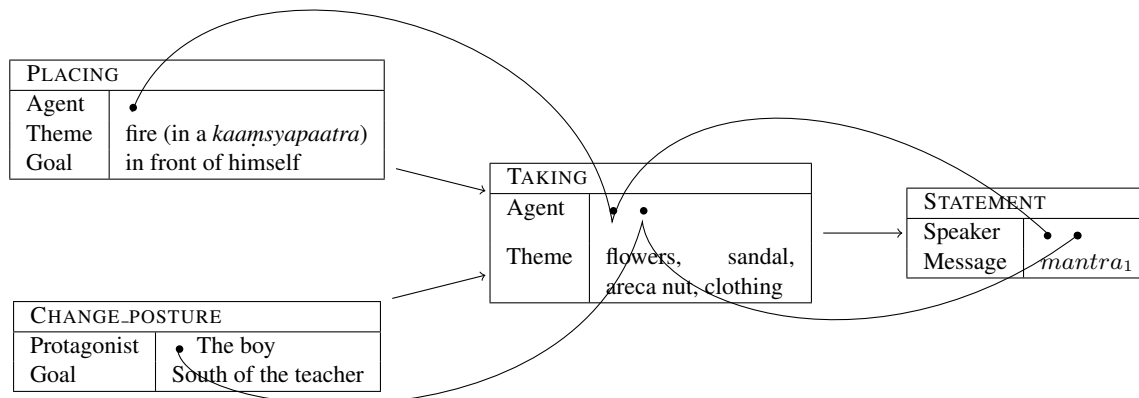 PLACING
Agent
Theme fire (in a kaaṃsyapaatra)
Goal in front of himself
TAKING
Agent
Theme flowers, sandal,
areca nut, clothing
STATEMENT
Speaker
Message mantra₁
CHANGE_POSTURE
Protagonist The boy
Goal South of the teacher